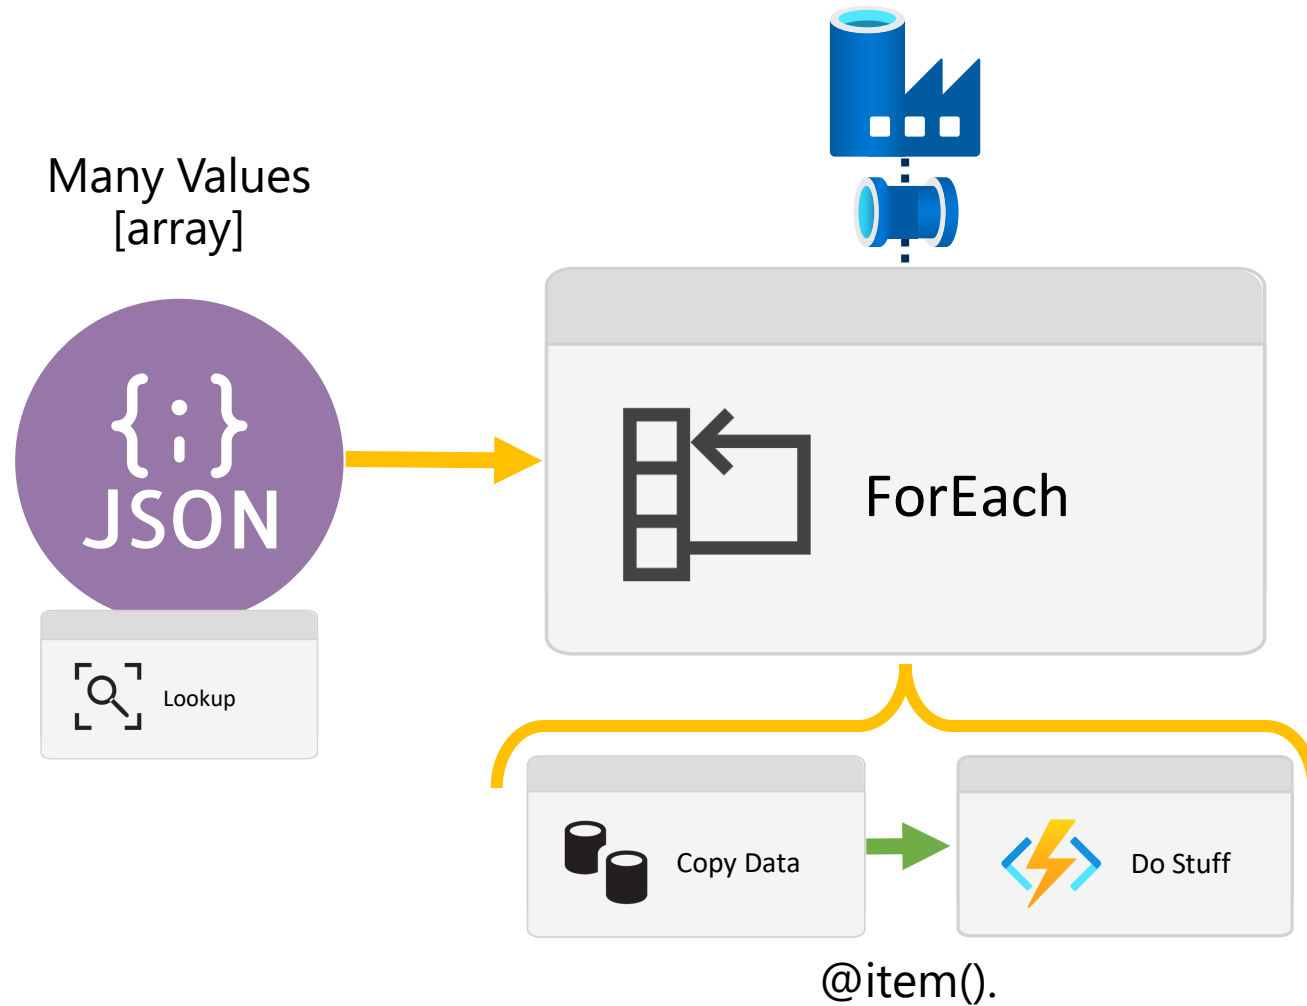 Many Values
[array]
{;}
JSON
Lookup
ForEach
Copy Data
Do Stuff
@item().